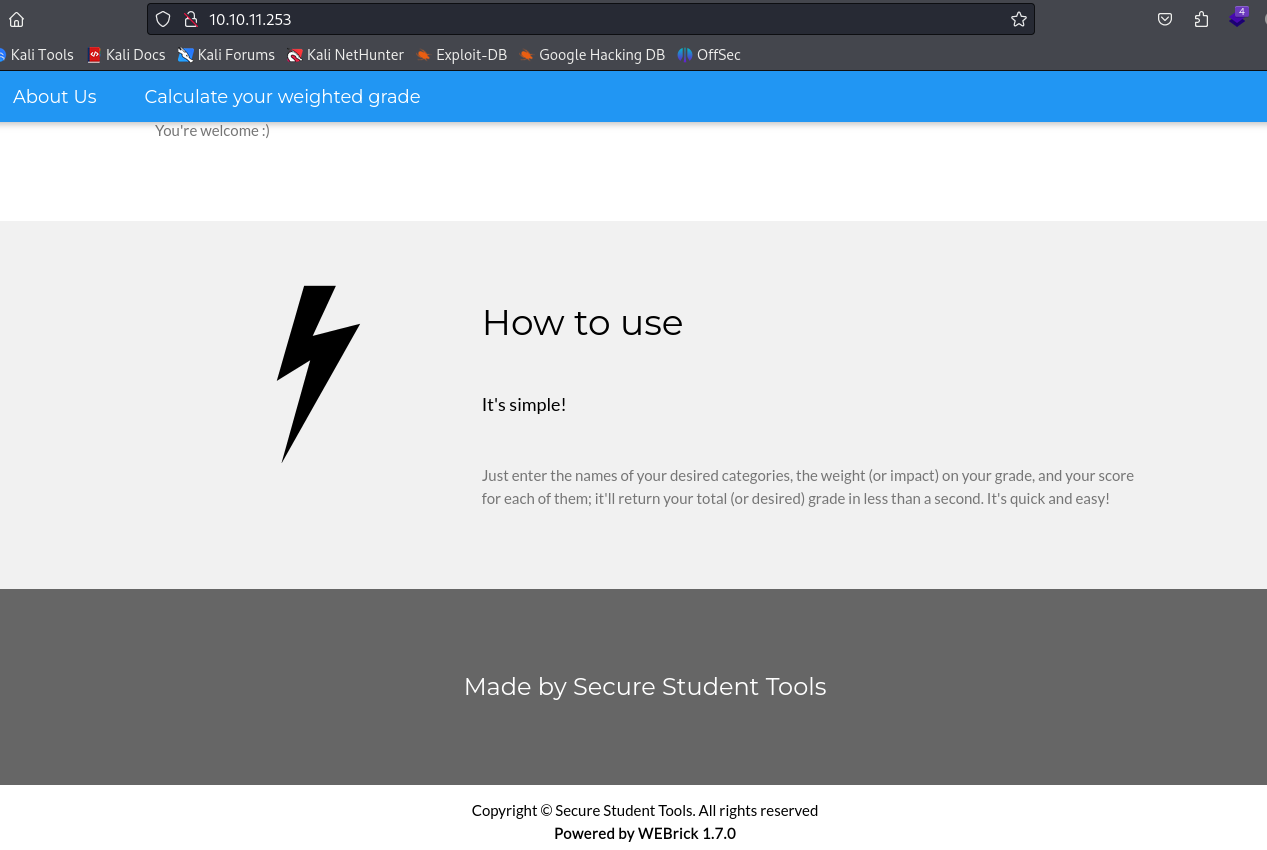 10.10.11.253
4
Kali Tools Kali Docs Kali Forums Kali NetHunter Exploit-DB Google Hacking DB OffSec
About Us Calculate your weighted grade
You're welcome :)
How to use
It's simple!
Just enter the names of your desired categories, the weight (or impact) on your grade, and your score
for each of them; it'll return your total (or desired) grade in less than a second. It's quick and easy!
Made by Secure Student Tools
Copyright © Secure Student Tools. All rights reserved
Powered by WEBrick 1.7.0